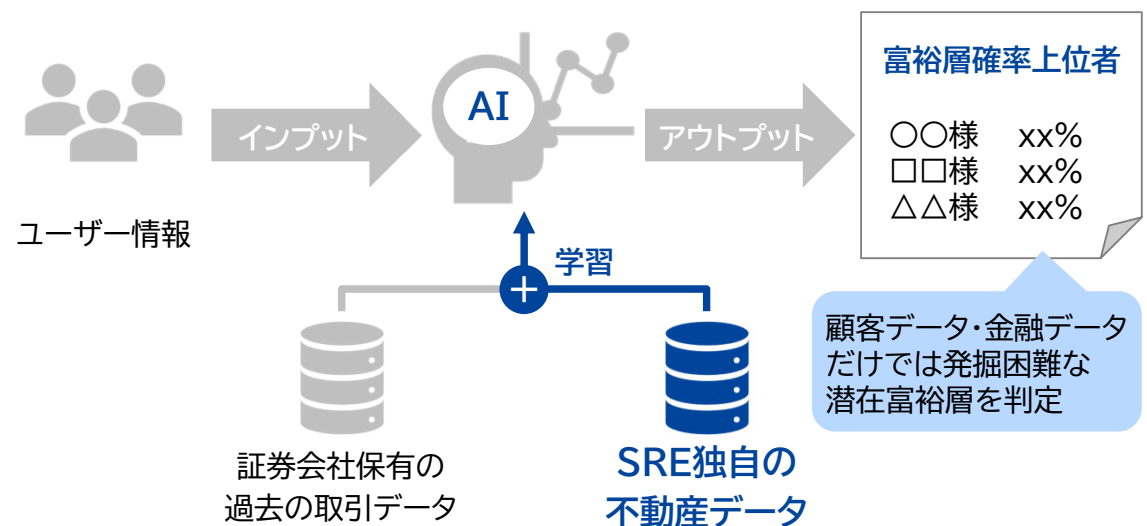 富裕層確率上位者
〇〇様 xx%
□□様 xx%
△△様 xx%
インプット
AI
アウトプット
ユーザー情報
学習
+
顧客データ・金融データ
だけでは発掘困難な
潜在富裕層を判定
証券会社保有の
過去の取引データ
SRE独自の
不動産データ